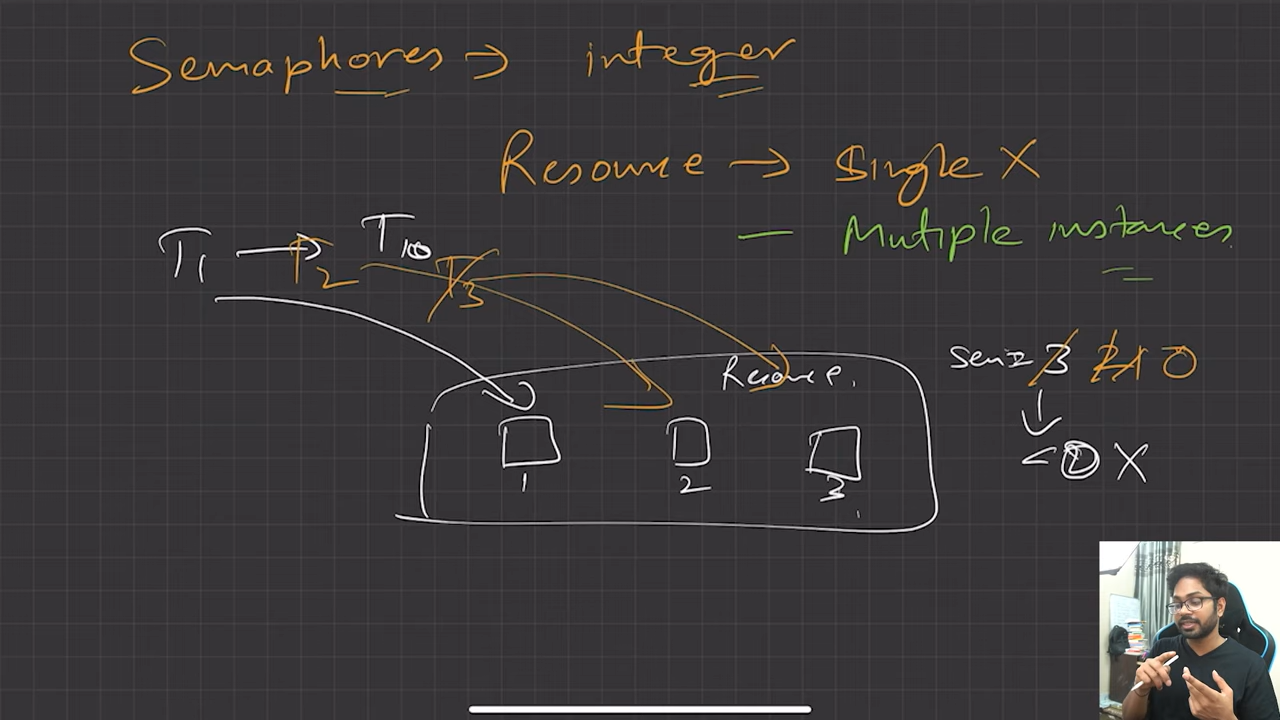 Semaphores → integer
Resource → Single X
— Mutiple instances
T1 → T2 T10 T3
Resource.
sem = 3 2 1 0
< 0 X
1 2 3